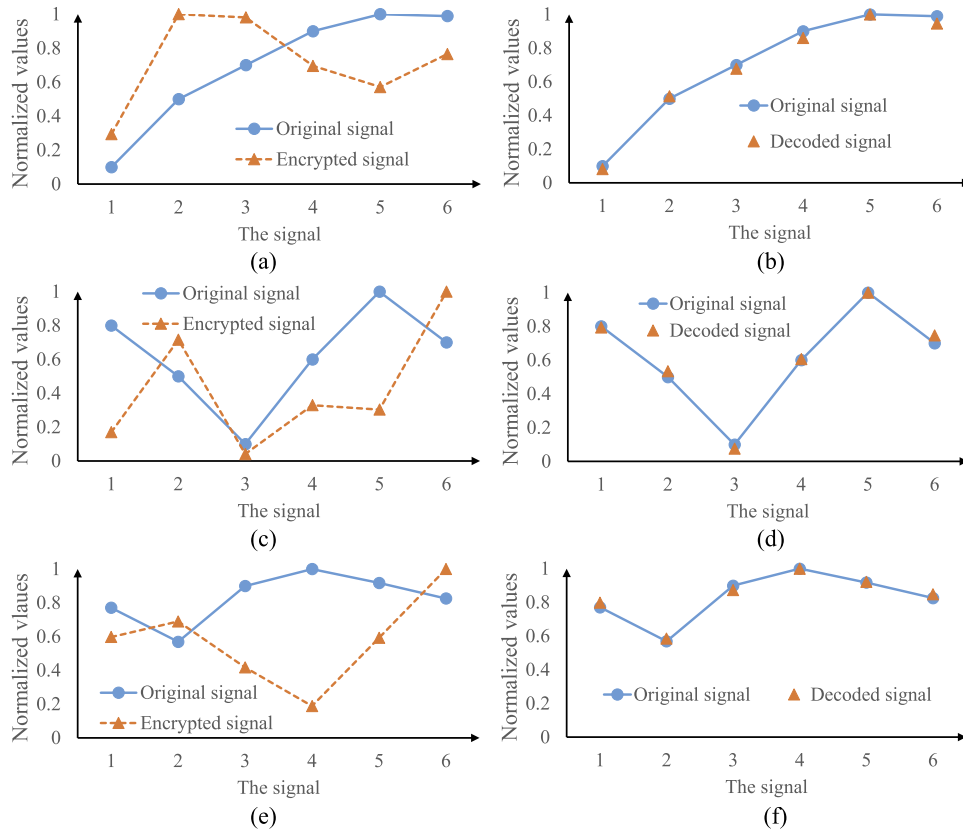 Normalized values
1
0.8
0.6
0.4
0.2
0
Original signal
Encrypted signal
1 2 3 4 5 6
The signal
(a)
Normalized values
1
0.8
0.6
0.4
0.2
0
Original signal
Decoded signal
1 2 3 4 5 6
The signal
(b)
Normalized values
1
0.8
0.6
0.4
0.2
0
Original signal
Encrypted signal
1 2 3 4 5 6
The signal
(c)
Normalized values
1
0.8
0.6
0.4
0.2
0
Original signal
Decoded signal
1 2 3 4 5 6
The signal
(d)
Normalized vlaues
1
0.8
0.6
0.4
0.2
0
Original signal
Encrypted signal
1 2 3 4 5 6
The signal
(e)
Normalized values
1
0.8
0.6
0.4
0.2
0
Original signal Decoded signal
1 2 3 4 5 6
The signal
(f)